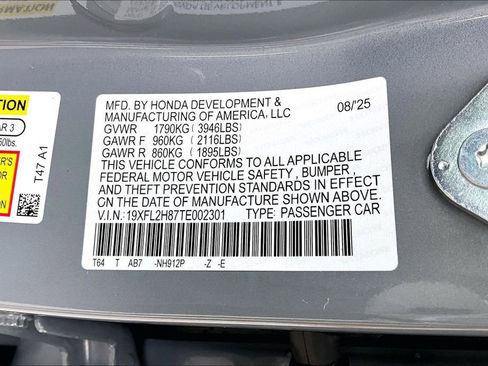 MFD. BY HONDA DEVELOPMENT &
MANUFACTURING OF AMERICA, LLC 08/25
GVWR 1790KG (3946LBS)
GAWR F 960KG (2116LBS)
GAWR R 860KG (1895LBS)
THIS VEHICLE CONFORMS TO ALL APPLICABLE
FEDERAL MOTOR VEHICLE SAFETY, BUMPER,
AND THEFT PREVENTION STANDARDS IN EFFECT
ON THE DATE OF MANUFACTURE SHOWN ABOVE.
V.I.N.: 19XFL2H87TE002301 TYPE: PASSENGER CAR
T64 T AB7 -NH912P -Z -E
T47 A1